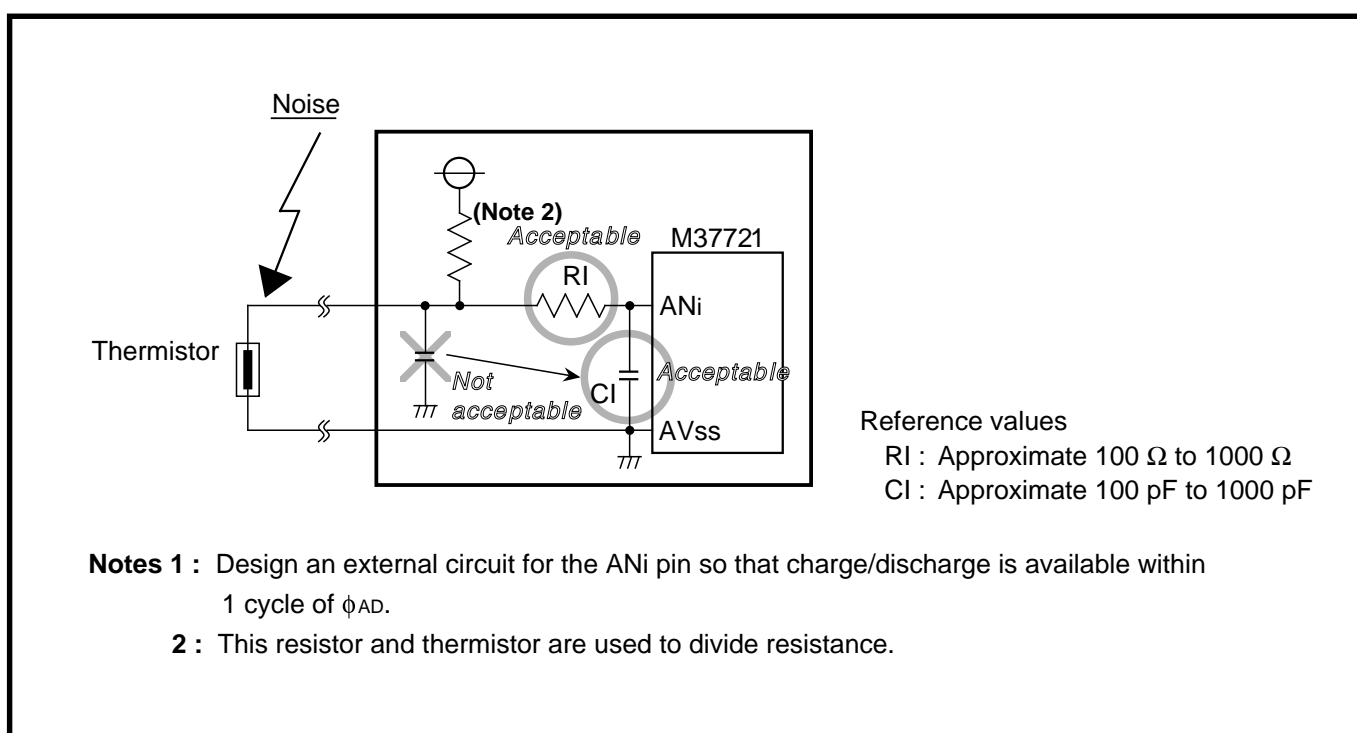 Noise
(Note 2)
Acceptable
M37721
RI
ANi
Thermistor
Not
acceptable
CI
Acceptable
AVss
Reference values
RI : Approximate 100 Ω to 1000 Ω
CI : Approximate 100 pF to 1000 pF
Notes 1 : Design an external circuit for the ANi pin so that charge/discharge is available within
1 cycle of ϕAD.
2 : This resistor and thermistor are used to divide resistance.